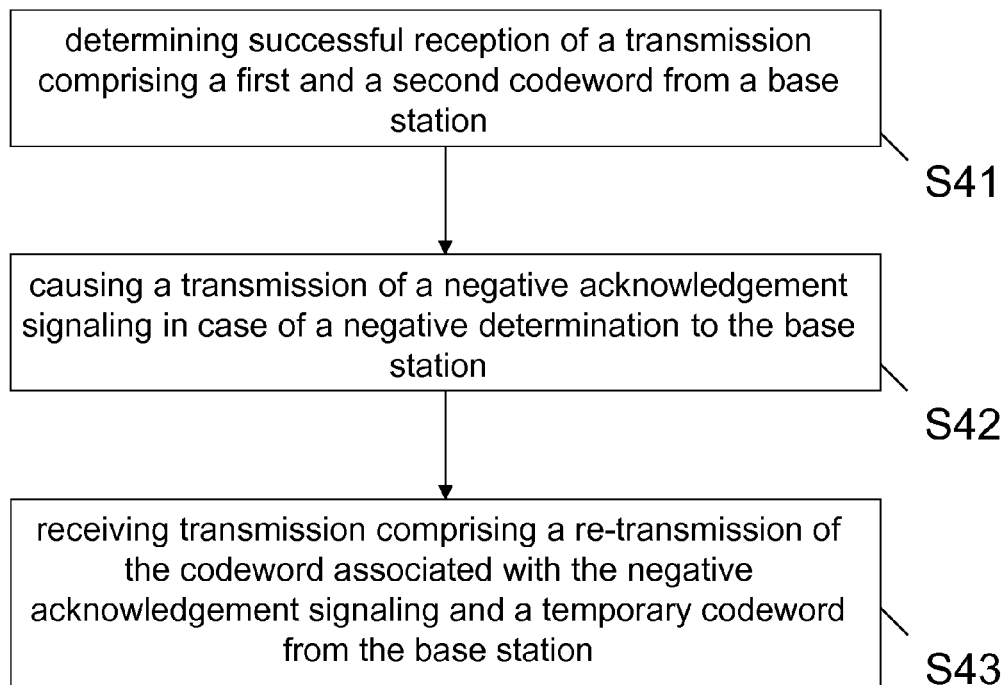 determining successful reception of a transmission
comprising a first and a second codeword from a base
station
S41
causing a transmission of a negative acknowledgement
signaling in case of a negative determination to the base
station
S42
receiving transmission comprising a re-transmission of
the codeword associated with the negative
acknowledgement signaling and a temporary codeword
from the base station
S43